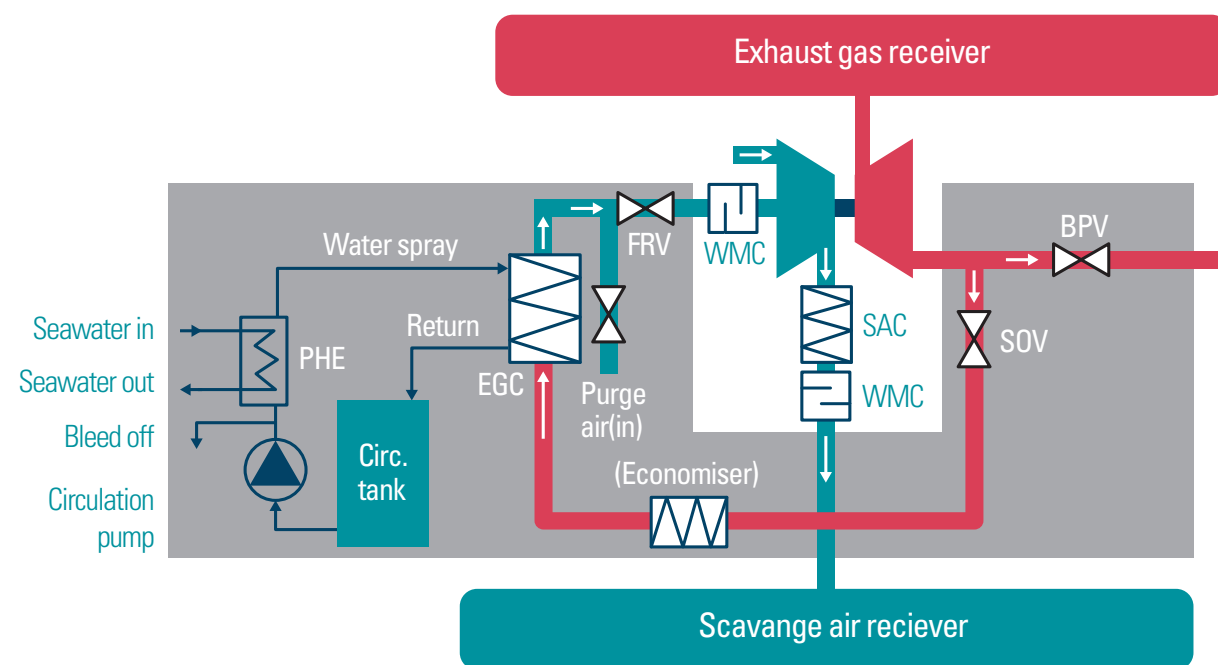 Exhaust gas receiver
BPV
Water spray
FRV
WMC
Seawater in
PHE
Return
SAC
SOV
Seawater out
EGC
Purge
air(in)
WMC
Bleed off
Circ.
tank
(Economiser)
Circulation
pump
Scavange air reciever